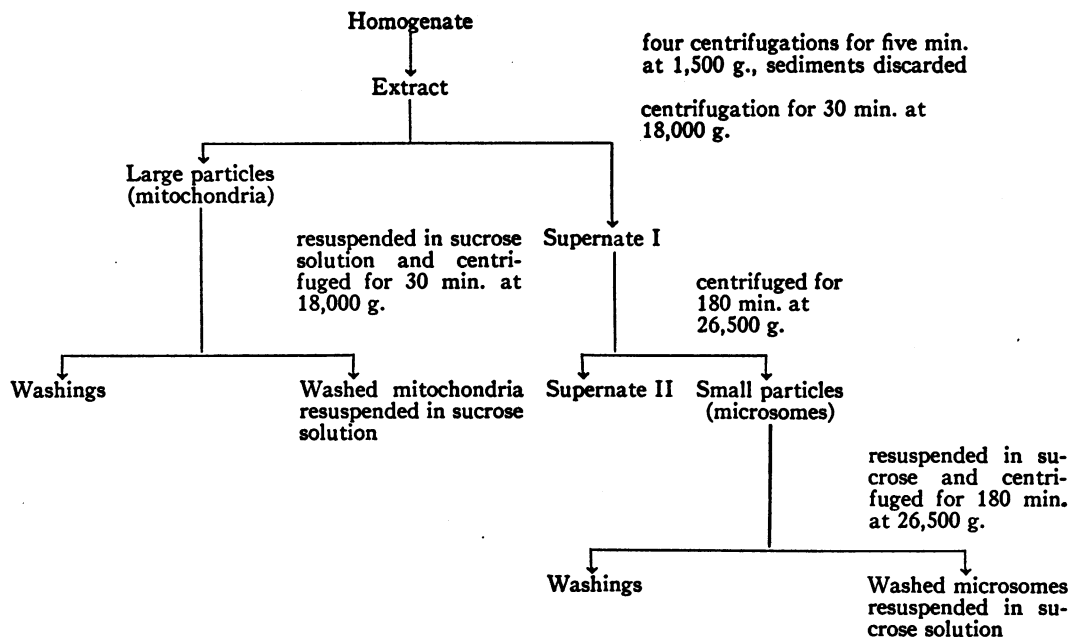 Homogenate
four centrifugations for five min.
at 1,500 g., sediments discarded
Extract
centrifugation for 30 min. at
18,000 g.
Large particles
(mitochondria)
resuspended in sucrose
solution and centri-
fuged for 30 min. at
18,000 g.
Supernate I
centrifuged for
180 min. at
26,500 g.
Washings
Washed mitochondria
resuspended in sucrose
solution
Supernate II
Small particles
(microsomes)
resuspended in su-
crose and centri-
fuged for 180 min.
at 26,500 g.
Washings
Washed microsomes
resuspended in su-
crose solution